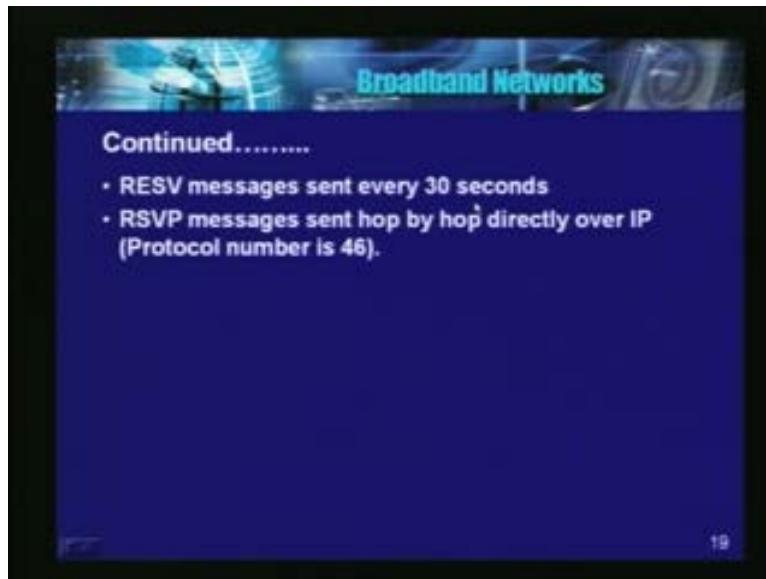 Broadband Networks
Continued.........
• RESV messages sent every 30 seconds
• RSVP messages sent hop by hop directly over IP
(Protocol number is 46).
19